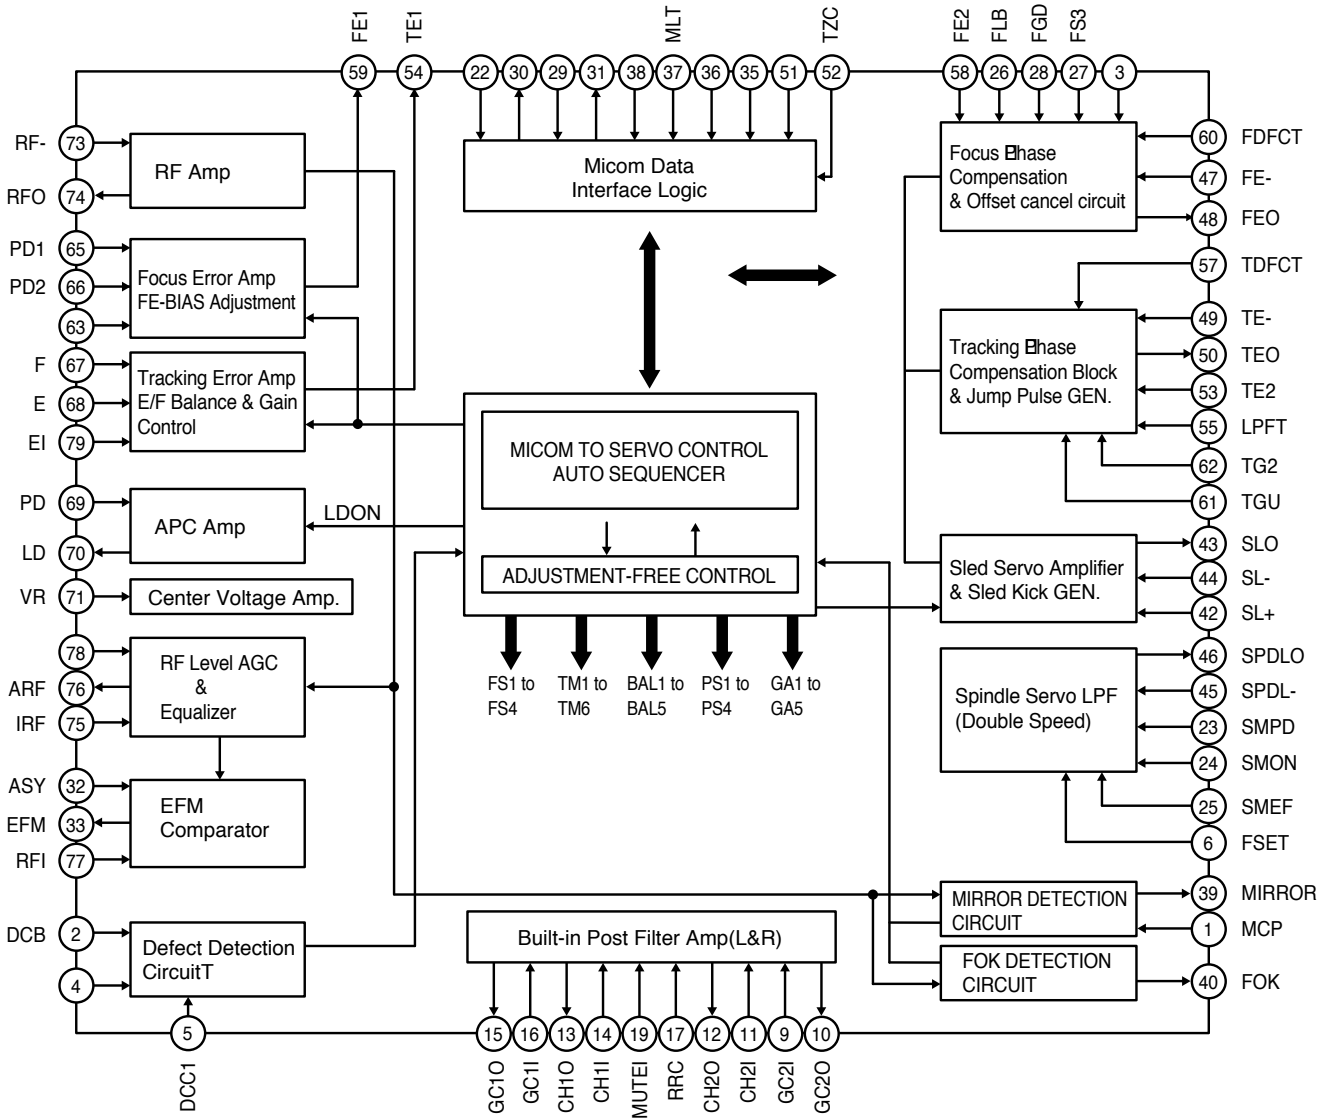 FE1
TE1
MLT
TZC
FE2
FLB
FGD
FS3
59
54
22
30
29
31
38
37
36
35
51
52
58
26
28
27
3
RF-
73
RFO
74
RF Amp
PD1
65
PD2
66
63
Focus Error Amp
FE-BIAS Adjustment
F
67
E
68
EI
79
Tracking Error Amp
E/F Balance & Gain
Control
PD
69
LD
70
APC Amp
LDON
VR
71
Center Voltage Amp.
78
ARF
76
IRF
75
RF Level AGC
&
Equalizer
ASY
32
EFM
33
RFI
77
EFM
Comparator
DCB
2
4
Defect Detection
CircuitT
5
DCC1
Micom Data
Interface Logic
MICOM TO SERVO CONTROL
AUTO SEQUENCER
ADJUSTMENT-FREE CONTROL
FS1 to
FS4
TM1 to
TM6
BAL1 to
BAL5
PS1 to
PS4
GA1 to
GA5
Built-in Post Filter Amp(L&R)
15
16
13
14
19
17
12
11
9
10
GC1O
GC1I
CH1O
CH1I
MUTEI
RRC
CH2O
CH2I
GC2I
GC2O
Focus Phase
Compensation
& Offset cancel circuit
60
FDFCT
47
FE-
48
FEO
57
TDFCT
Tracking Phase
Compensation Block
& Jump Pulse GEN.
49
TE-
50
TEO
53
TE2
55
LPFT
62
TG2
61
TGU
Sled Servo Amplifier
& Sled Kick GEN.
43
SLO
44
SL-
42
SL+
Spindle Servo LPF
(Double Speed)
46
SPDLO
45
SPDL-
23
SMPD
24
SMON
25
SMEF
6
FSET
MIRROR DETECTION
CIRCUIT
39
MIRROR
1
MCP
FOK DETECTION
CIRCUIT
40
FOK